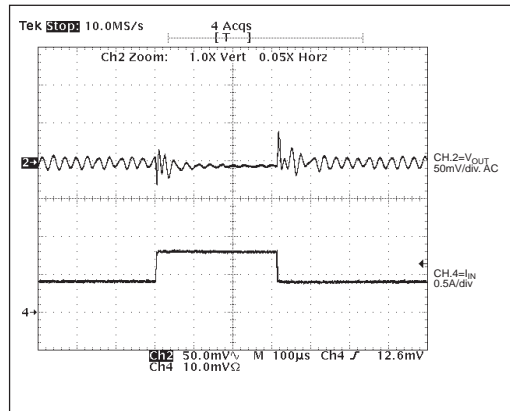 Tek Stop: 10.0MS/s 4 Acqs
[ T ]
Ch2 Zoom: 1.0X Vert 0.05X Horz
2→
CH.2=VOUT
50mV/div. AC
CH.4=IIN
0.5A/div
4→
Ch2 50.0mV∿ M 100µs Ch4 ∫ 12.6mV
Ch4 10.0mVΩ